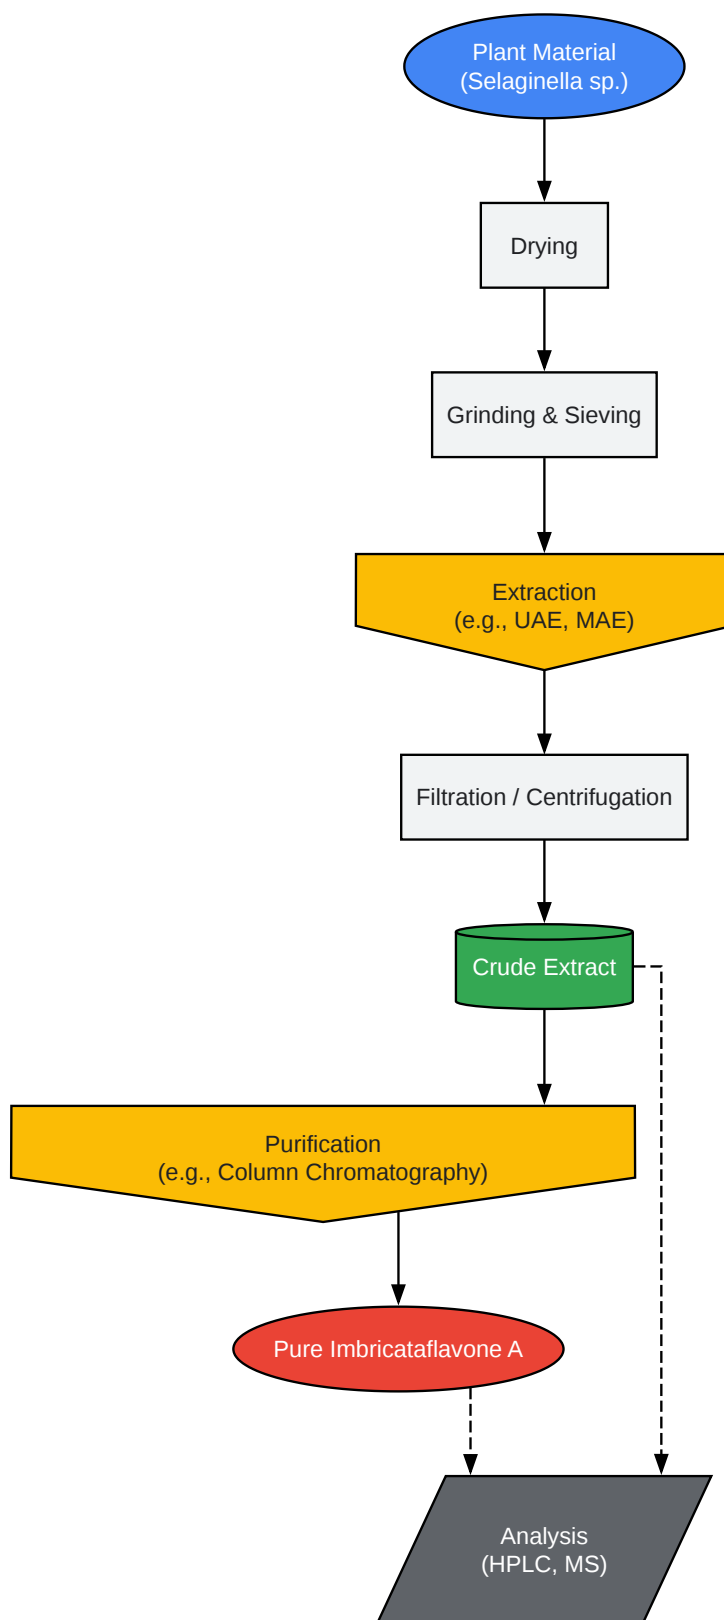 Plant Material
(Selaginella sp.)
Drying
Grinding & Sieving
Extraction
(e.g., UAE, MAE)
Filtration / Centrifugation
Crude Extract
Purification
(e.g., Column Chromatography)
Pure Imbricataflavone A
Analysis
(HPLC, MS)